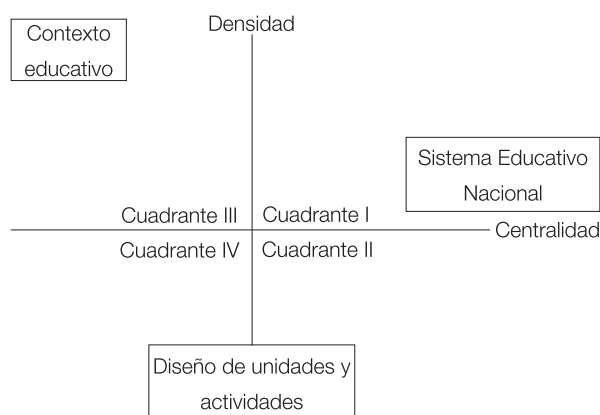 Contexto
educativo
Densidad
Sistema Educativo
Nacional
Cuadrante III
Cuadrante I
Centralidad
Cuadrante IV
Cuadrante II
Diseño de unidades y
actividades